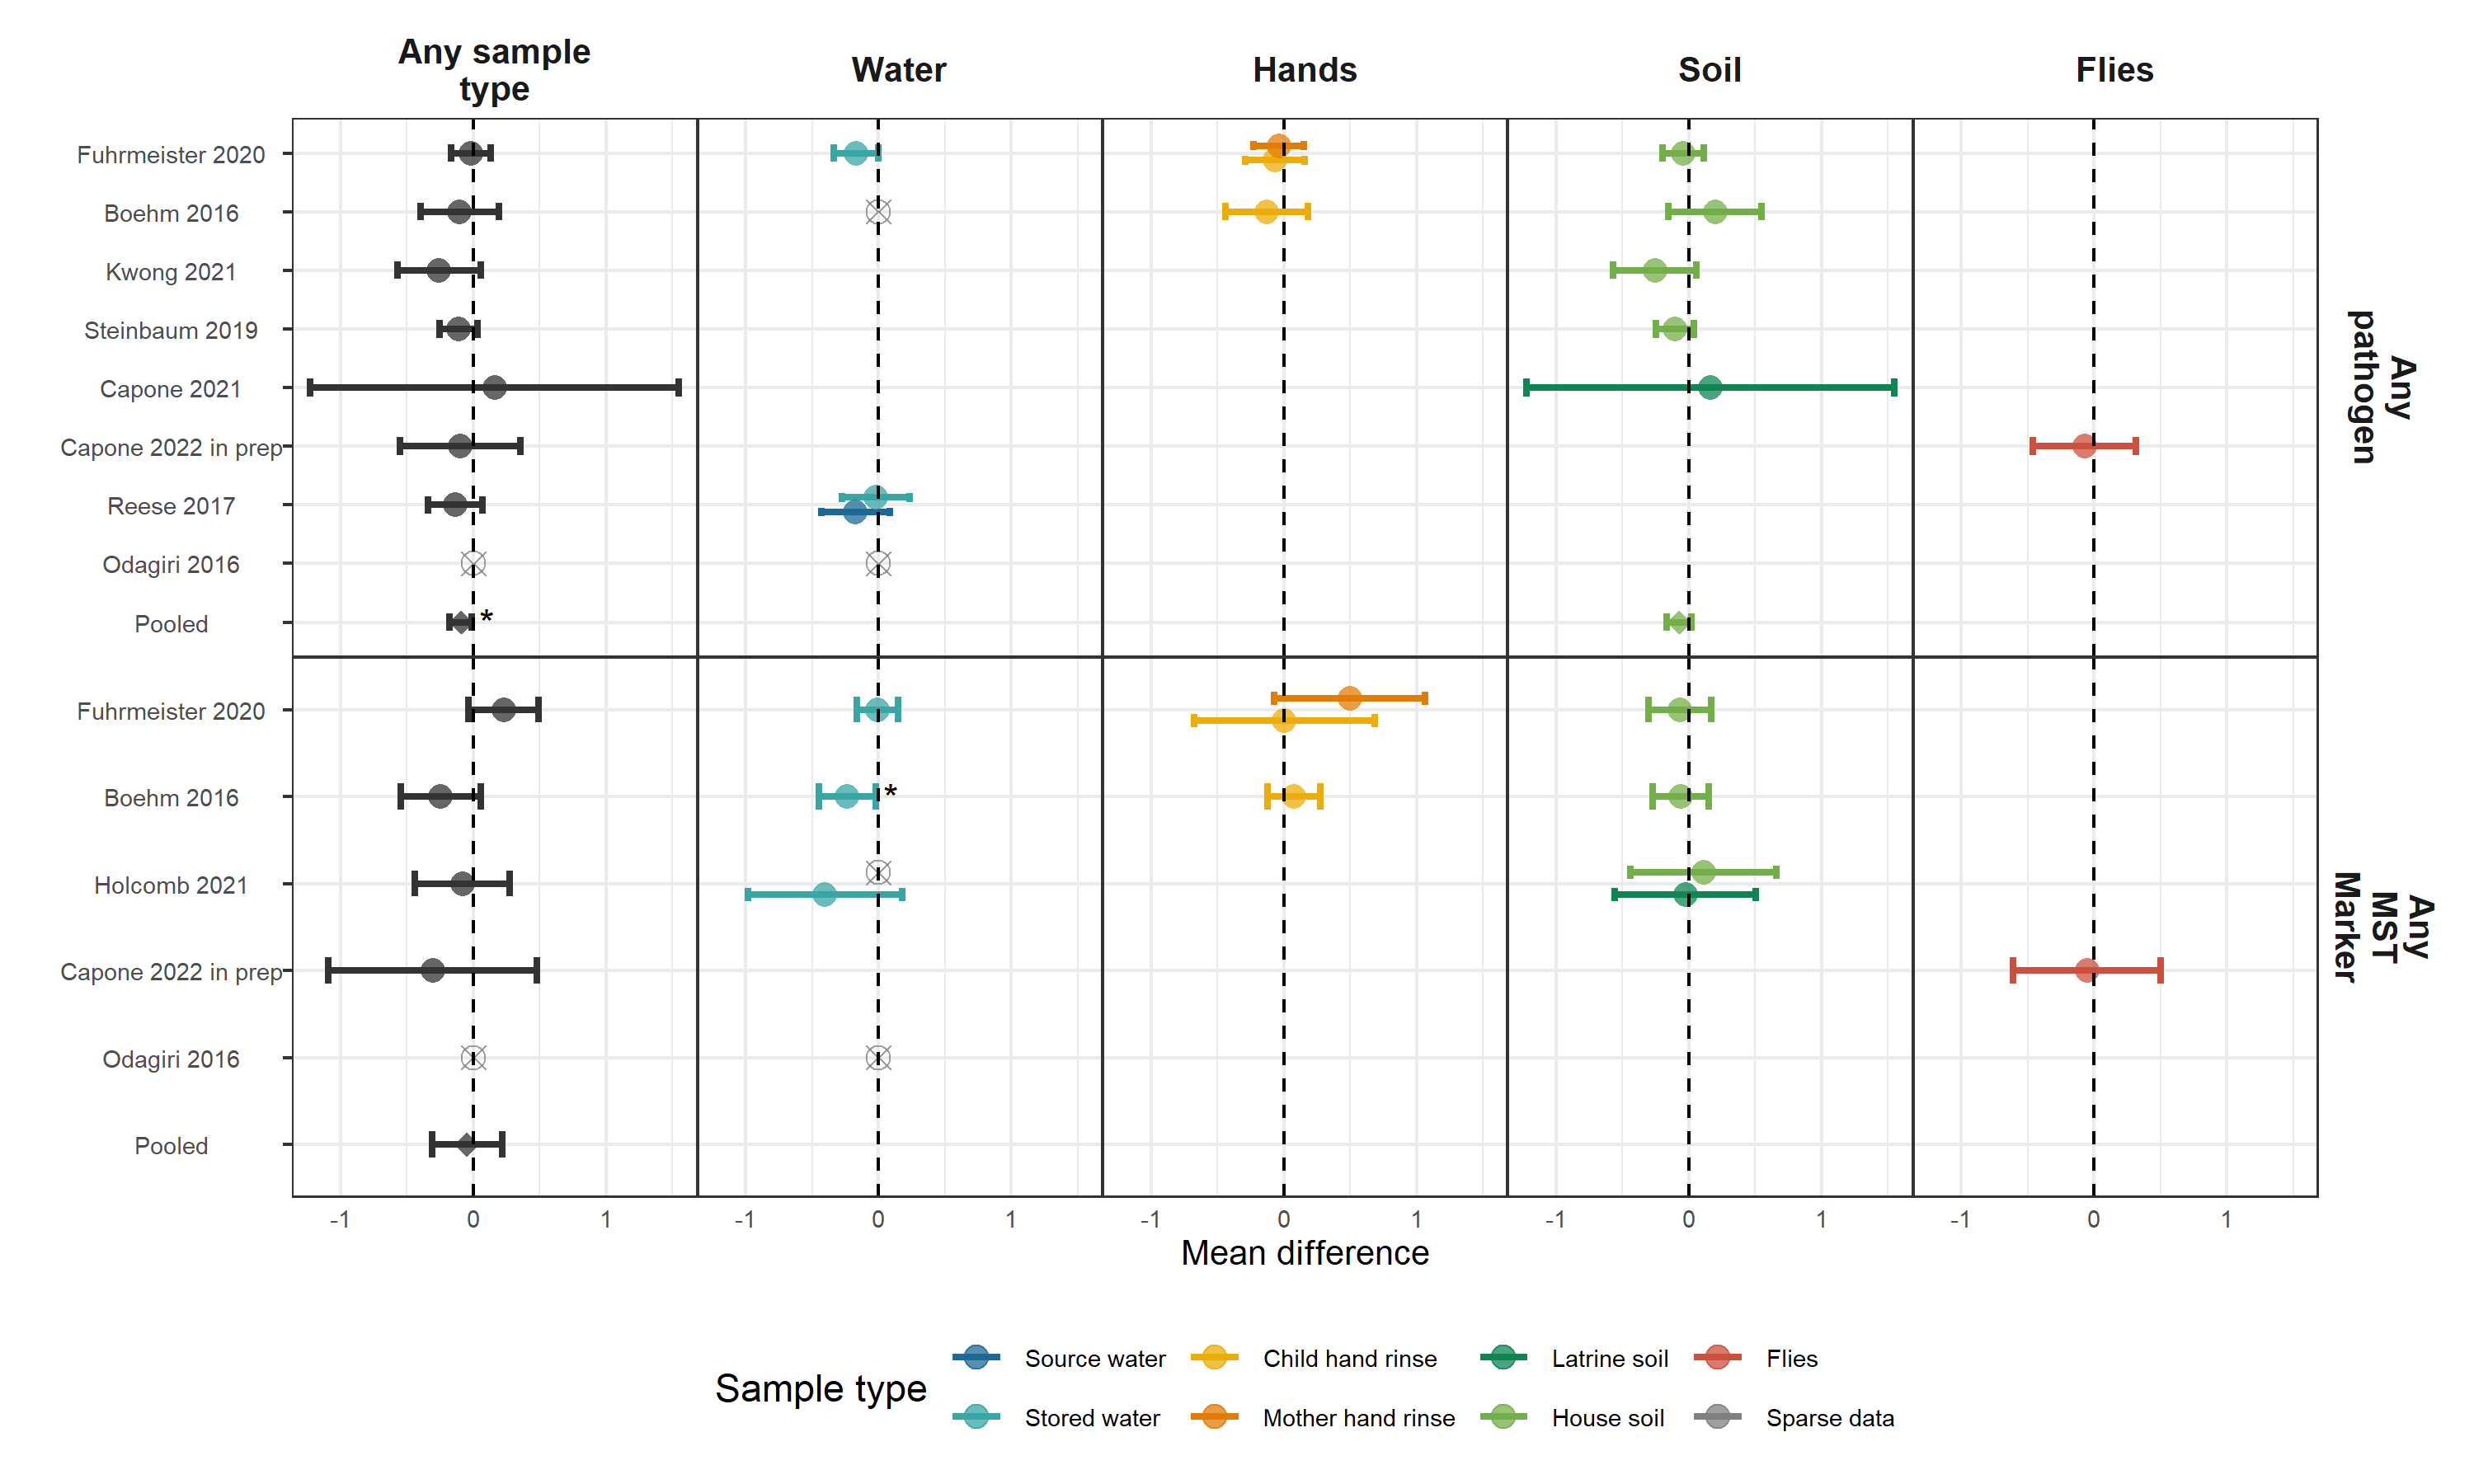 Any sample
type
Water
Hands
Soil
Flies
Fuhrmeister 2020
Boehm 2016
Kwong 2021
Steinbaum 2019
Capone 2021
Capone 2022 in prep
Reese 2017
Odagiri 2016
Pooled
*
Any
pathogen
Fuhrmeister 2020
Boehm 2016
*
Holcomb 2021
Capone 2022 in prep
Odagiri 2016
Pooled
Any
MST
Marker
-1 0 1 -1 0 1 -1 0 1 -1 0 1 -1 0 1
Mean difference
Sample type
Source water Child hand rinse Latrine soil Flies
Stored water Mother hand rinse House soil Sparse data